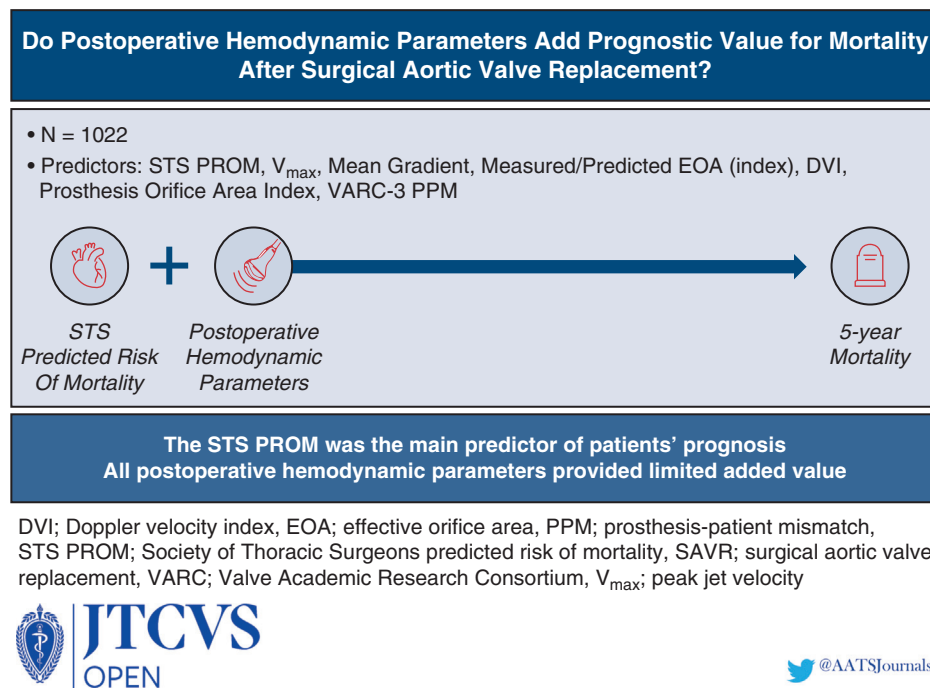 Do Postoperative Hemodynamic Parameters Add Prognostic Value for Mortality
After Surgical Aortic Valve Replacement?
• N = 1022
• Predictors: STS PROM, Vmax, Mean Gradient, Measured/Predicted EOA (index), DVI,
Prosthesis Orifice Area Index, VARC-3 PPM
+
STS
Predicted Risk
Of Mortality
Postoperative
Hemodynamic
Parameters
5-year
Mortality
The STS PROM was the main predictor of patients' prognosis
All postoperative hemodynamic parameters provided limited added value
DVI; Doppler velocity index, EOA; effective orifice area, PPM; prosthesis-patient mismatch,
STS PROM; Society of Thoracic Surgeons predicted risk of mortality, SAVR; surgical aortic valve
replacement, VARC; Valve Academic Research Consortium, Vmax; peak jet velocity
JTCVS
OPEN
@AATSJournals